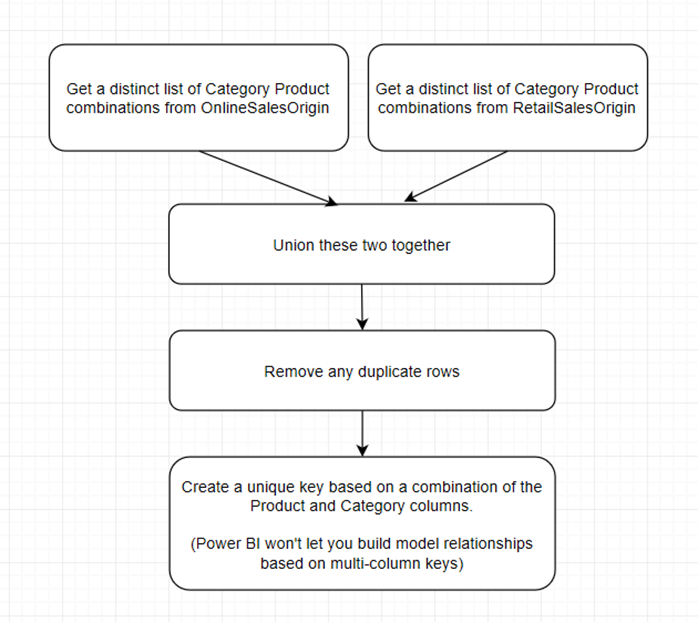 Get a distinct list of Category Product
combinations from OnlineSalesOrigin
Get a distinct list of Category Product
combinations from RetailSalesOrigin
Union these two together
Remove any duplicate rows
Create a unique key based on a combination of the
Product and Category columns.
(Power BI won't let you build model relationships
based on multi-column keys)